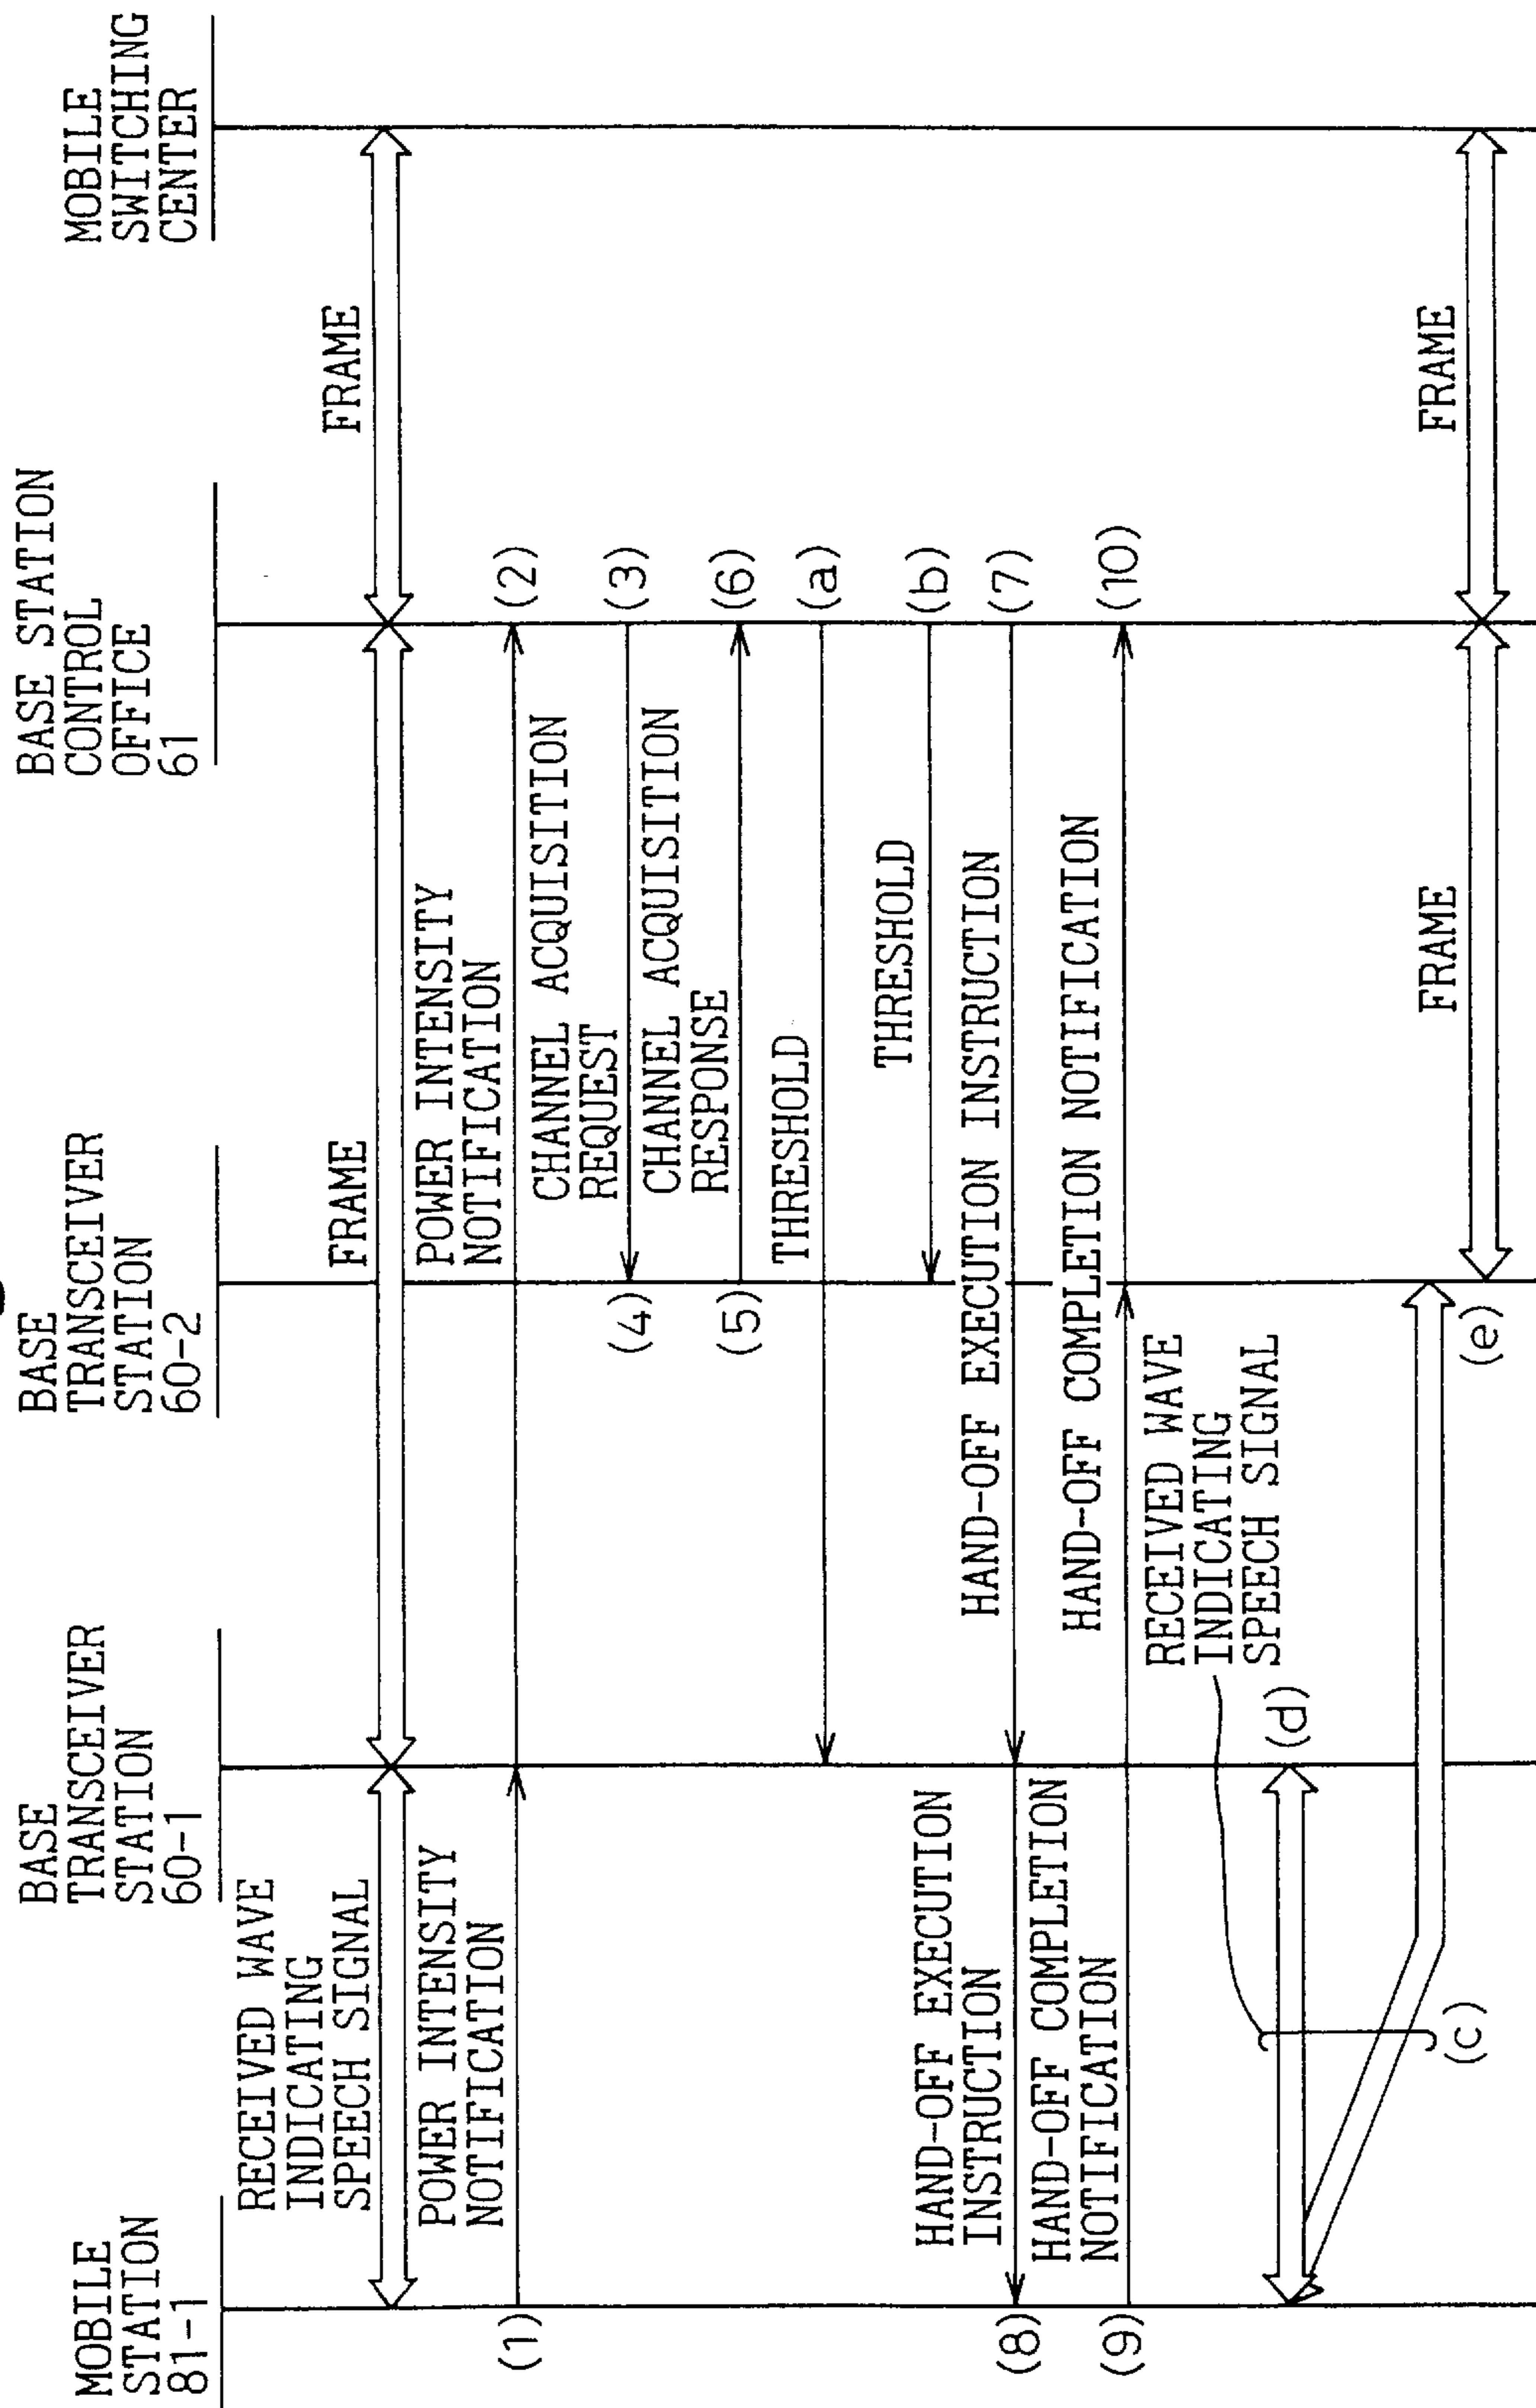 MOBILE
STATION
81-1
BASE
TRANSCEIVER
STATION
60-1
BASE
TRANSCEIVER
STATION
60-2
BASE STATION
CONTROL
OFFICE
61
MOBILE
SWITCHING
CENTER
RECEIVED WAVE
INDICATING
SPEECH SIGNAL
FRAME
FRAME
POWER INTENSITY
NOTIFICATION
POWER INTENSITY
NOTIFICATION
(1)
(2)
CHANNEL ACQUISITION
REQUEST
(3)
(4)
CHANNEL ACQUISITION
RESPONSE
(5)
(6)
THRESHOLD
(a)
THRESHOLD
(b)
HAND-OFF EXECUTION INSTRUCTION
(7)
HAND-OFF EXECUTION
INSTRUCTION
(8)
HAND-OFF COMPLETION
NOTIFICATION
(9)
HAND-OFF COMPLETION NOTIFICATION
(10)
RECEIVED WAVE
INDICATING
SPEECH SIGNAL
(d)
(c)
(e)
FRAME
FRAME